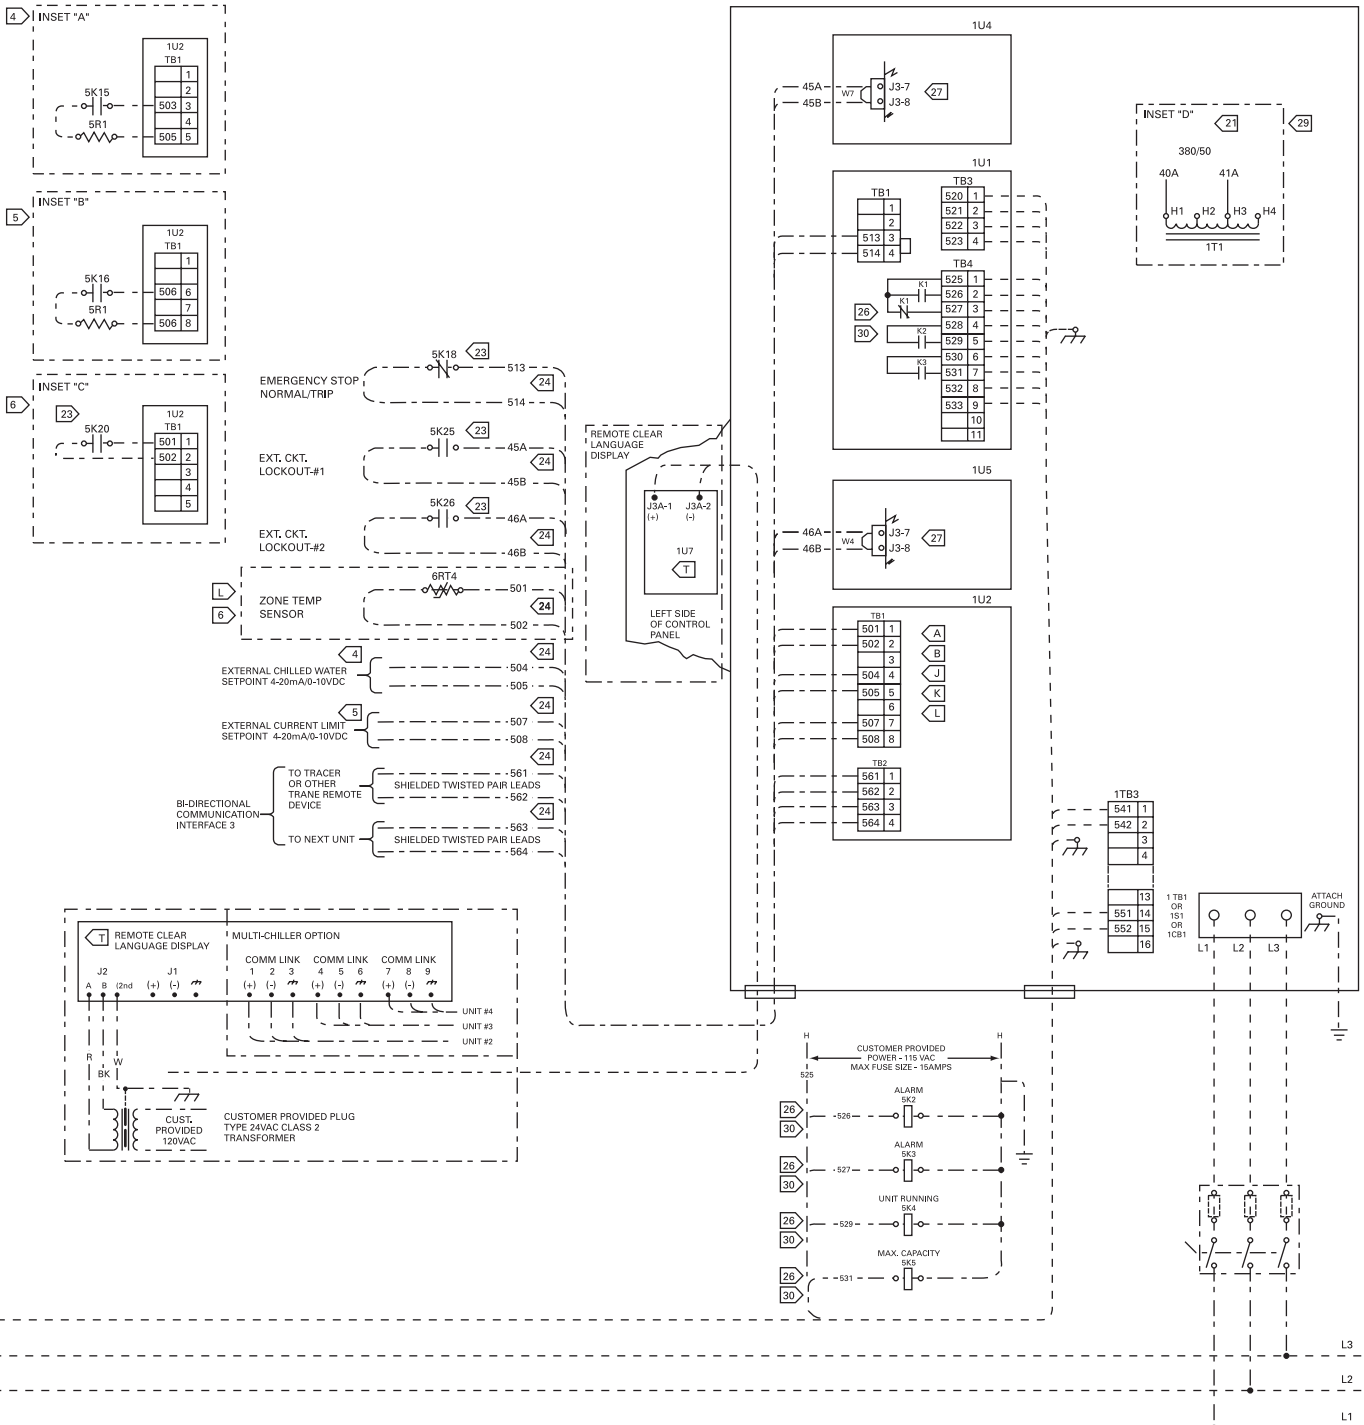 4
INSET "A"
1U2
TB1
1
2
503 3
4
505 5
5K15
5R1
5
INSET "B"
1U2
TB1
1
506 6
7
506 8
5K16
5R1
6
INSET "C"
23
5K20
1U2
TB1
501 1
502 2
3
4
5
5K18
23
EMERGENCY STOP
NORMAL/TRIP
513
24
514
5K25
23
EXT. CKT.
LOCKOUT-#1
45A
24
45B
5K26
23
EXT. CKT.
LOCKOUT-#2
46A
24
46B
L
6
ZONE TEMP
SENSOR
6RT4
501
24
502
4
24
EXTERNAL CHILLED WATER
SETPOINT 4-20mA/0-10VDC
504
505
5
24
EXTERNAL CURRENT LIMIT
SETPOINT 4-20mA/0-10VDC
507
508
24
BI-DIRECTIONAL
COMMUNICATION
INTERFACE 3
TO TRACER
OR OTHER
TRANE REMOTE
DEVICE
561
SHIELDED TWISTED PAIR LEADS
562
24
TO NEXT UNIT
563
SHIELDED TWISTED PAIR LEADS
564
REMOTE CLEAR
LANGUAGE
DISPLAY
J3A-1
(+)
J3A-2
(-)
1U7
T
LEFT SIDE
OF CONTROL
PANEL
1U4
45A
45B
W7
J3-7
J3-8
27
1U1
TB1
1
2
513 3
514 4
TB3
520 1
521 2
522 3
523 4
TB4
525 1
526 2
527 3
528 4
529 5
530 6
531 7
532 8
533 9
10
11
K1
K1
K2
K3
26
30
1U5
46A
46B
W4
J3-7
J3-8
27
1U2
TB1
501 1
502 2
3
504 4
505 5
6
507 7
508 8
A
B
J
K
L
TB2
561 1
562 2
563 3
564 4
INSET "D"
21
29
380/50
40A
41A
H1
H2
H3
H4
1T1
1TB3
541 1
542 2
3
4
13
551 14
552 15
16
1 TB1
OR
1S1
OR
1CB1
L1
L2
L3
ATTACH
GROUND
T
REMOTE CLEAR
LANGUAGE DISPLAY
MULTI-CHILLER OPTION
J2
J1
A
B
(2nd
(+)
(-)
COMM LINK
COMM LINK
COMM LINK
1 2 3
4 5 6
7 8 9
(+) (-)
(+) (-)
(+) (-)
UNIT #4
UNIT #3
UNIT #2
R
BK
W
CUST.
PROVIDED
120VAC
CUSTOMER PROVIDED PLUG
TYPE 24VAC CLASS 2
TRANSFORMER
H
H
CUSTOMER PROVIDED
POWER - 115 VAC
MAX FUSE SIZE - 15AMPS
525
26
30
526
ALARM
5K2
26
30
527
ALARM
5K3
26
30
529
UNIT RUNNING
5K4
26
30
531
MAX. CAPACITY
5K5
L3
L2
L1